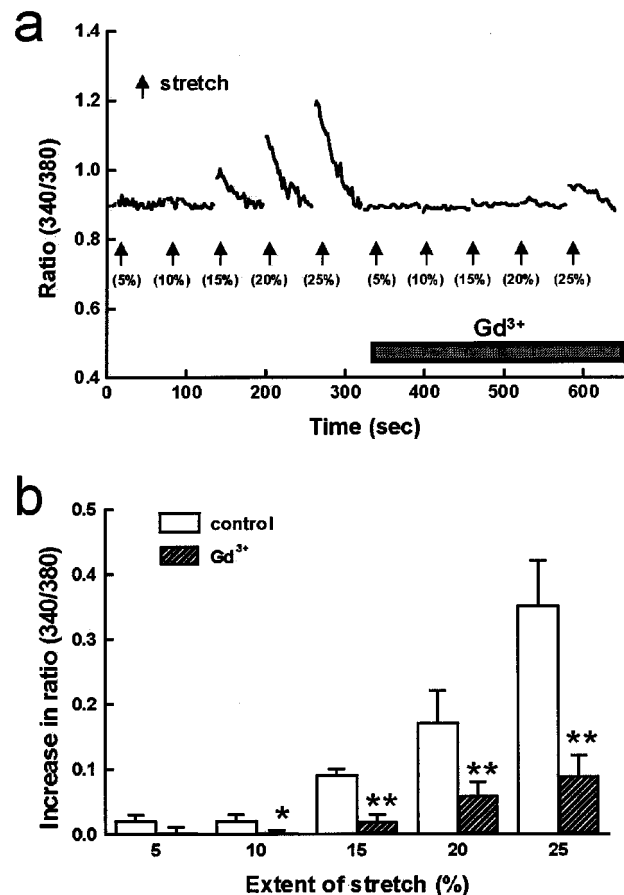 a
1.4
1.2
1.0
0.8
0.6
0.4
Ratio (340/380)
stretch
(5%) (10%) (15%) (20%) (25%) (5%) (10%) (15%) (20%) (25%)
Gd³⁺
0 100 200 300 400 500 600
Time (sec)
b
0.5
0.4
0.3
0.2
0.1
0.0
Increase in ratio (340/380)
control
Gd³⁺
*
**
**
**
5 10 15 20 25
Extent of stretch (%)